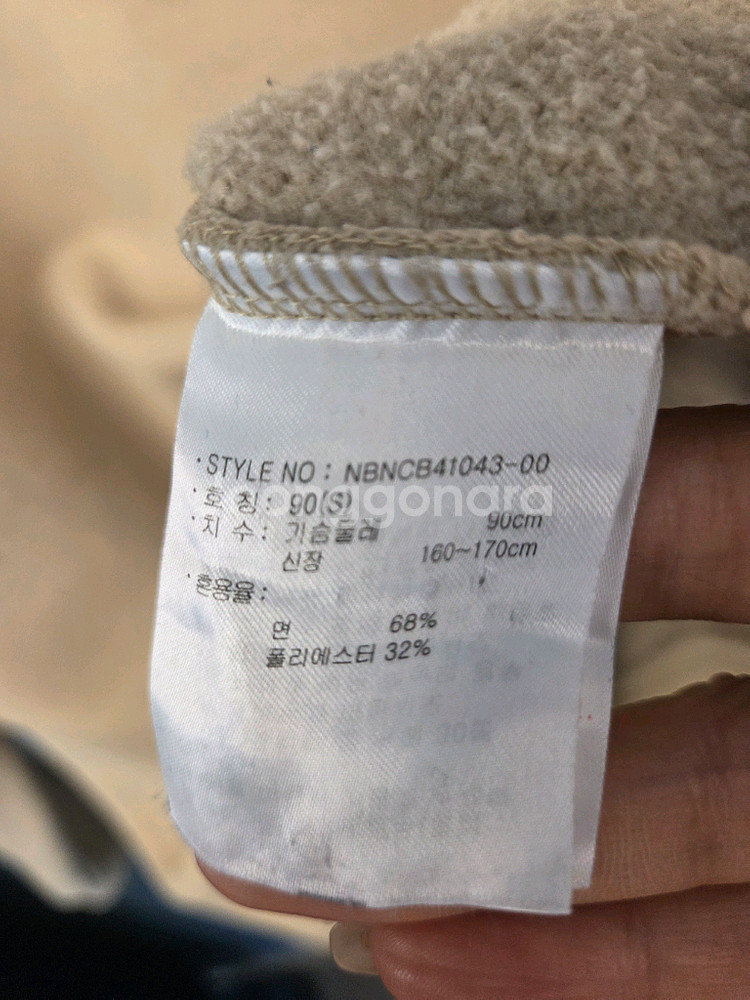 ·STYLE NO : NBNCB41043-00
·호 칭 : 90(S)
·치 수 : 가슴둘레 90cm
신장 160~170cm
·혼용율 :
면 68%
폴리에스터 32%
joonggonara